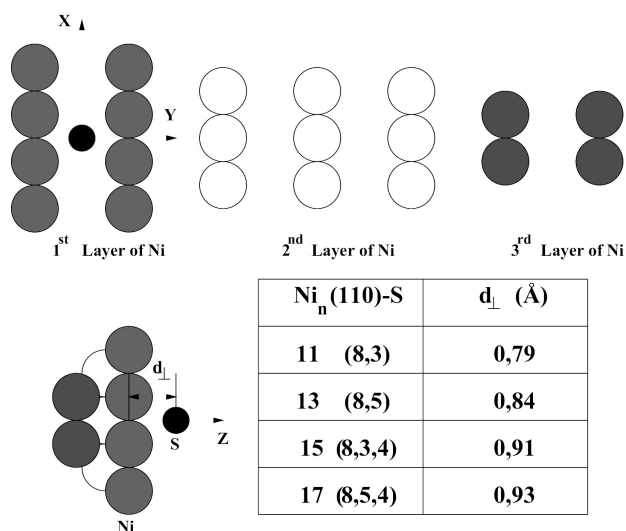 X
Y
1st Layer of Ni
2nd Layer of Ni
3rd Layer of Ni
d⊥
S
Z
Ni
Nin(110)-S d⊥ (Å)
11 (8,3) 0,79
13 (8,5) 0,84
15 (8,3,4) 0,91
17 (8,5,4) 0,93